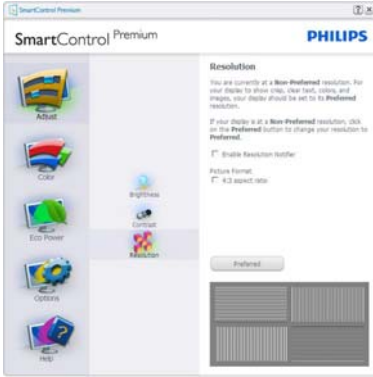 SmartControl Premium
SmartControl Premium
PHILIPS
Adjust
Color
Eco Power
Options
Help
Brightness
Contrast
Resolution
Resolution
You are currently at a Non-Preferred resolution. For
your display to show crisp, clear text, colors, and
images, your display should be set to its Preferred
resolution.
If your display is at a Non-Preferred resolution, click
on the Preferred button to change your resolution to
Preferred.
Enable Resolution Notifier
Picture Format
4:3 aspect ratio
Preferred